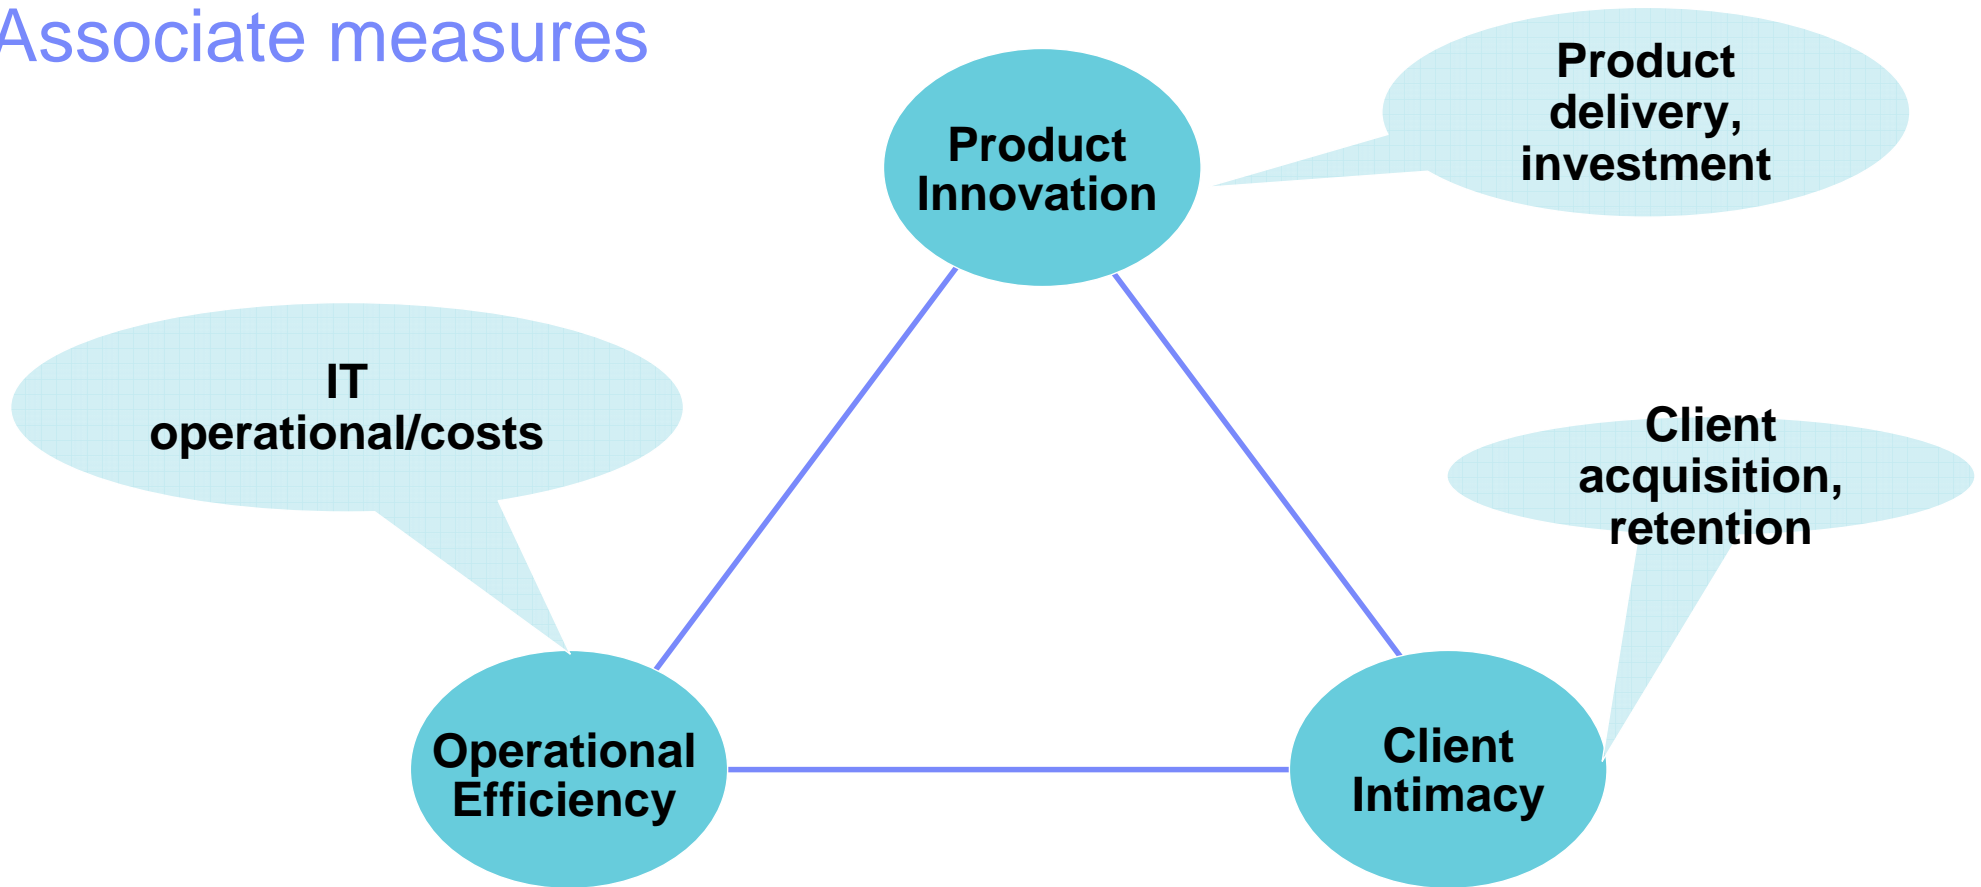 Associate measures
Product
delivery,
investment
Product
Innovation
IT
operational/costs
Client
acquisition,
retention
Operational
Efficiency
Client
Intimacy